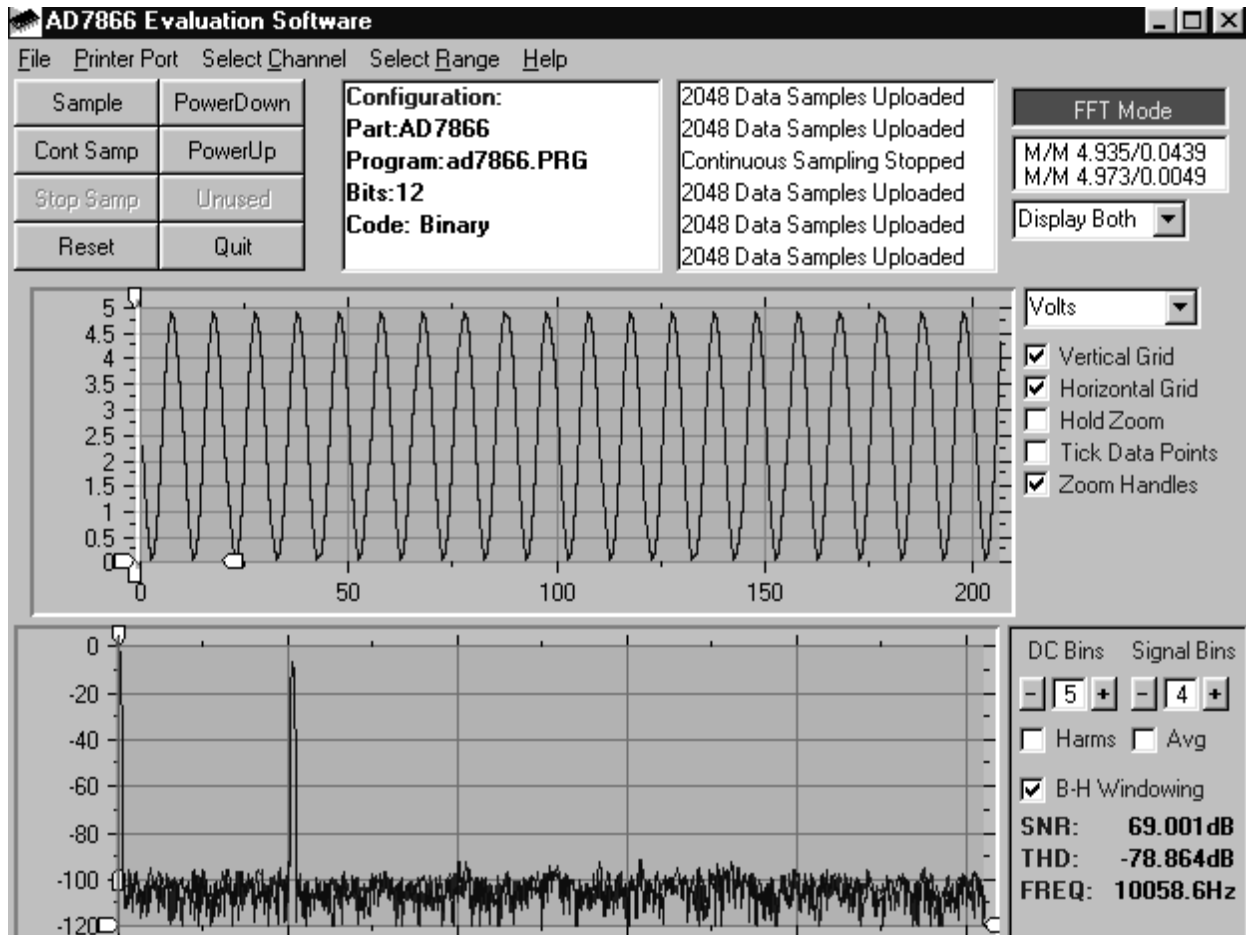 AD7866 Evaluation Software
File Printer Port Select Channel Select Range Help
Sample PowerDown
Cont Samp PowerUp
Stop Samp Unused
Reset Quit
Configuration:
Part:AD7866
Program:ad7866.PRG
Bits:12
Code: Binary
2048 Data Samples Uploaded
2048 Data Samples Uploaded
Continuous Sampling Stopped
2048 Data Samples Uploaded
2048 Data Samples Uploaded
2048 Data Samples Uploaded
FFT Mode
M/M 4.935/0.0439
M/M 4.973/0.0049
Display Both
5
4.5
4
3.5
3
2.5
2
1.5
1
0.5
0
0 50 100 150 200
Volts
Vertical Grid
Horizontal Grid
Hold Zoom
Tick Data Points
Zoom Handles
0
-20
-40
-60
-80
-100
-120
DC Bins Signal Bins
- 5 + - 4 +
Harms Avg
B-H Windowing
SNR: 69.001dB
THD: -78.864dB
FREQ: 10058.6Hz